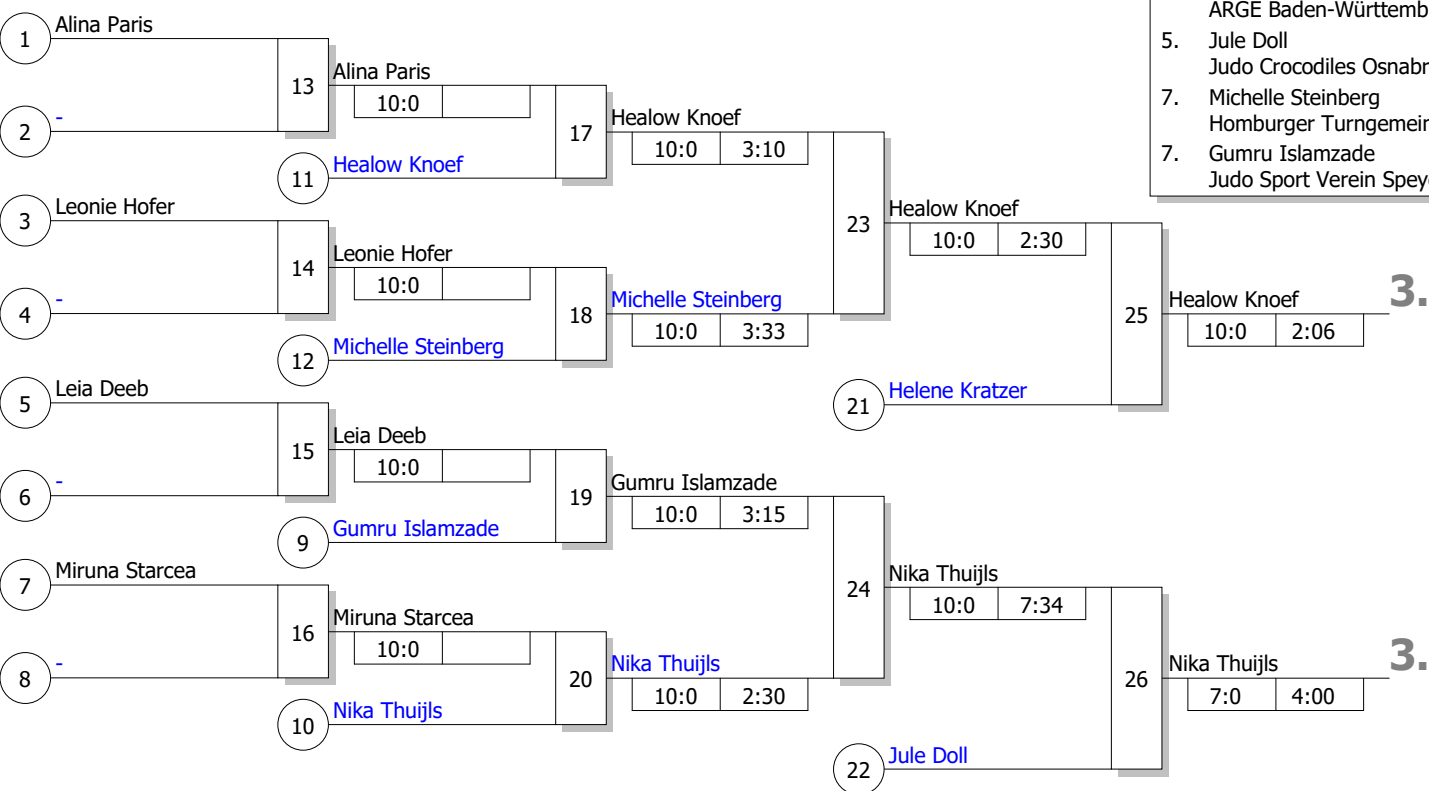 ARGE Baden-Württemb
5. Jule Doll
Judo Crocodiles Osnabr
7. Michelle Steinberg
Homburger Turngemein
7. Gumru Islamzade
Judo Sport Verein Speye
1 Alina Paris
2 -
13 Alina Paris
10:0
11 Healow Knoef
17 Healow Knoef
10:0 3:10
3 Leonie Hofer
4 -
14 Leonie Hofer
10:0
12 Michelle Steinberg
18 Michelle Steinberg
10:0 3:33
23 Healow Knoef
10:0 2:30
21 Helene Kratzer
25 Healow Knoef
10:0 2:06
3.
5 Leia Deeb
6 -
15 Leia Deeb
10:0
9 Gumru Islamzade
19 Gumru Islamzade
10:0 3:15
7 Miruna Starcea
8 -
16 Miruna Starcea
10:0
10 Nika Thuijls
20 Nika Thuijls
10:0 2:30
24 Nika Thuijls
10:0 7:34
22 Jule Doll
26 Nika Thuijls
7:0 4:00
3.